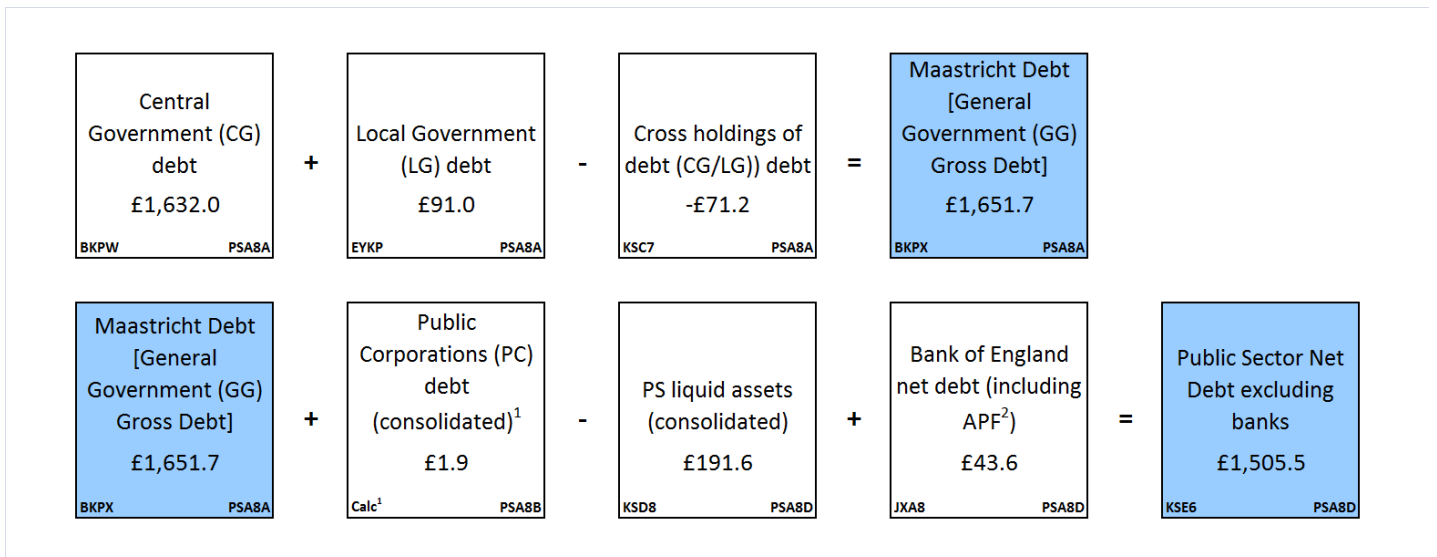 Central
Government (CG)
debt
£1,632.0
BKPW PSA8A
+
Local Government
(LG) debt
£91.0
EYKP PSA8A
-
Cross holdings of
debt (CG/LG)) debt
-£71.2
KSC7 PSA8A
=
Maastricht Debt
[General
Government (GG)
Gross Debt]
£1,651.7
BKPX PSA8A
Maastricht Debt
[General
Government (GG)
Gross Debt]
£1,651.7
BKPX PSA8A
+
Public
Corporations (PC)
debt
(consolidated)¹
£1.9
Calc¹ PSA8B
-
PS liquid assets
(consolidated)
£191.6
KSD8 PSA8D
+
Bank of England
net debt (including
APF²)
£43.6
JXA8 PSA8D
=
Public Sector Net
Debt excluding
banks
£1,505.5
KSE6 PSA8D